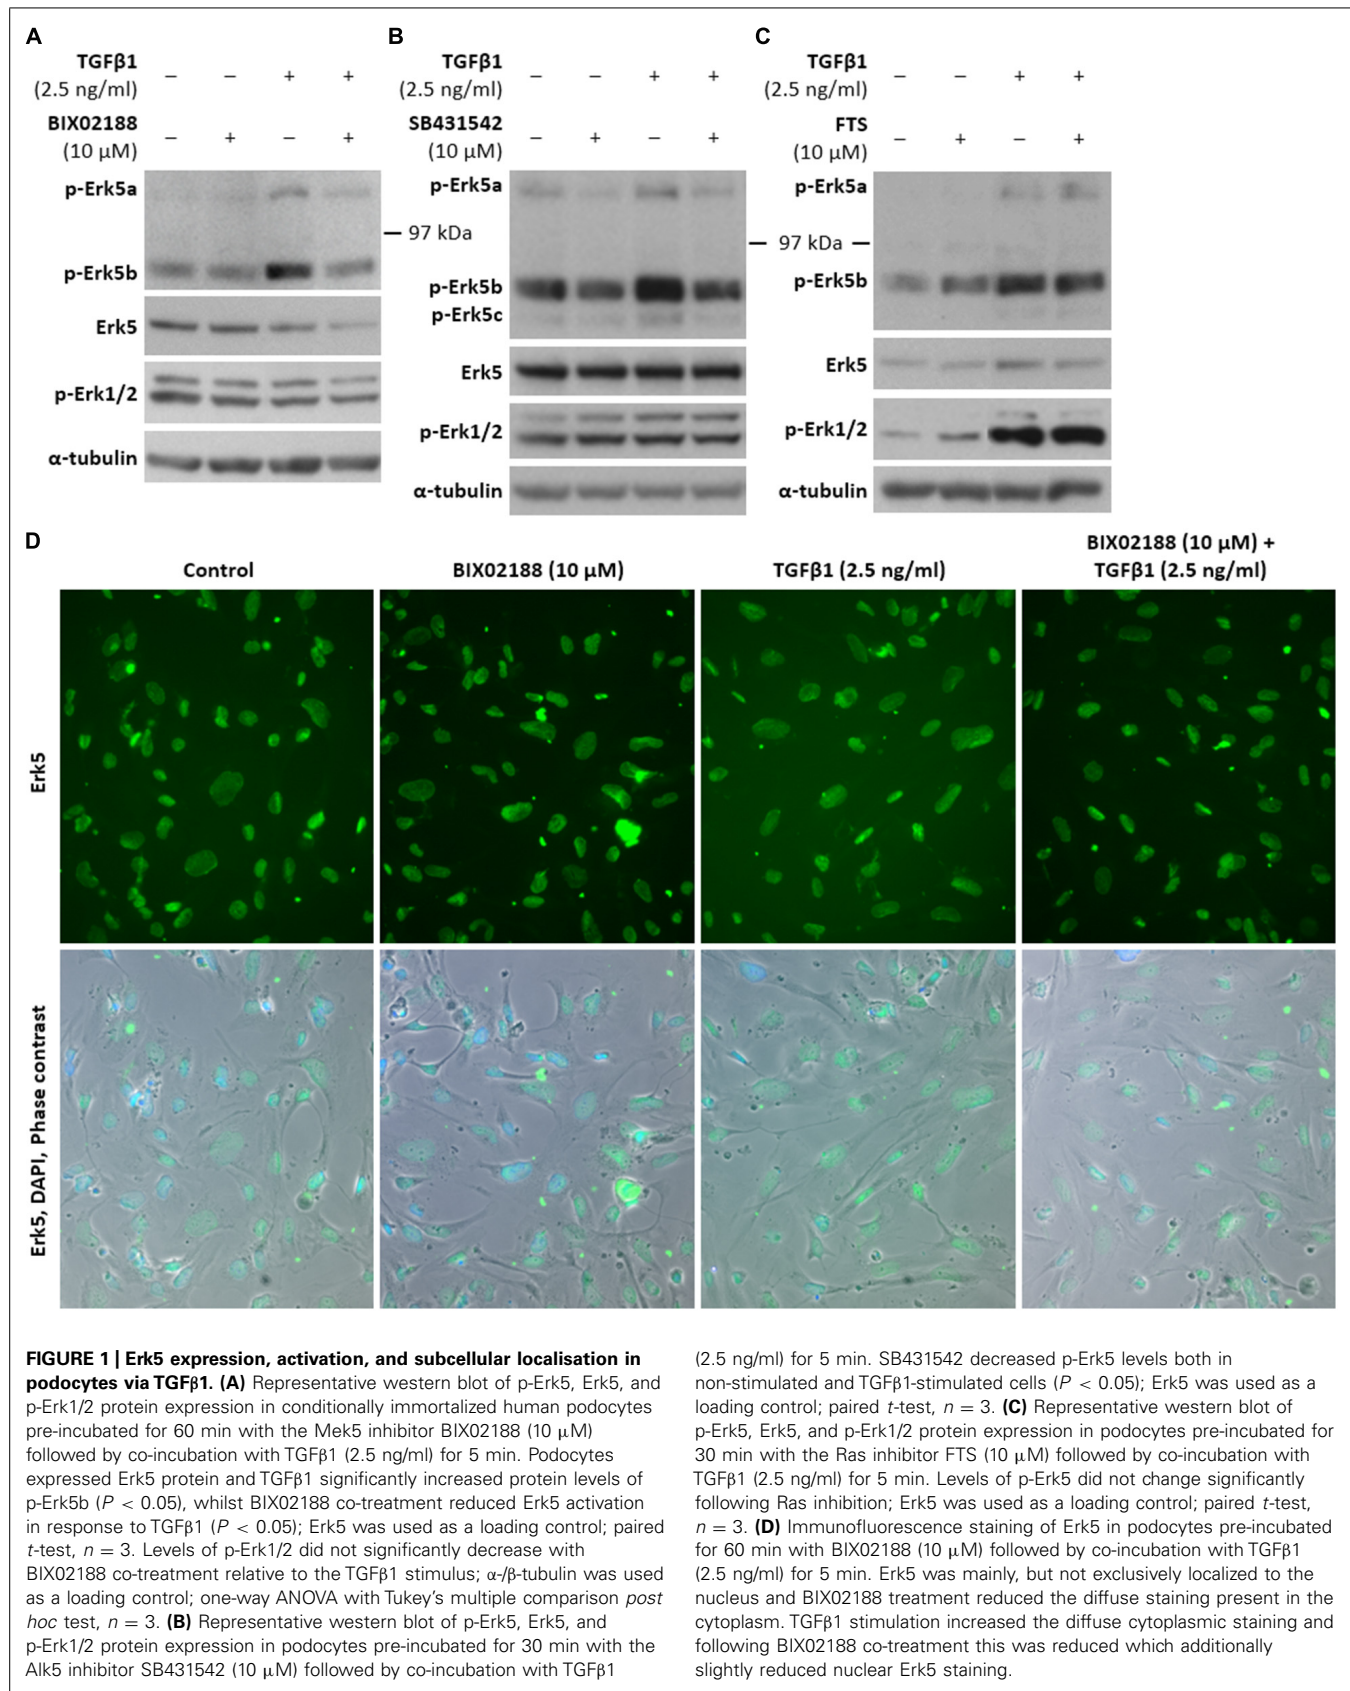 A
TGFβ1 − − + +
(2.5 ng/ml)
BIX02188 − + − +
(10 μM)
p-Erk5a
– 97 kDa
p-Erk5b
Erk5
p-Erk1/2
α-tubulin
B
TGFβ1 − − + +
(2.5 ng/ml)
SB431542 − + − +
(10 μM)
p-Erk5a
p-Erk5b
p-Erk5c
Erk5
p-Erk1/2
α-tubulin
C
TGFβ1 − − + +
(2.5 ng/ml)
FTS − + − +
(10 μM)
p-Erk5a
– 97 kDa –
p-Erk5b
Erk5
p-Erk1/2
α-tubulin
D
Control
BIX02188 (10 μM)
TGFβ1 (2.5 ng/ml)
BIX02188 (10 μM) +
TGFβ1 (2.5 ng/ml)
Erk5
Erk5, DAPI, Phase contrast
FIGURE 1 | Erk5 expression, activation, and subcellular localisation in
podocytes via TGFβ1. (A) Representative western blot of p-Erk5, Erk5, and
p-Erk1/2 protein expression in conditionally immortalized human podocytes
pre-incubated for 60 min with the Mek5 inhibitor BIX02188 (10 μM)
followed by co-incubation with TGFβ1 (2.5 ng/ml) for 5 min. Podocytes
expressed Erk5 protein and TGFβ1 significantly increased protein levels of
p-Erk5b (P < 0.05), whilst BIX02188 co-treatment reduced Erk5 activation
in response to TGFβ1 (P < 0.05); Erk5 was used as a loading control; paired
t-test, n = 3. Levels of p-Erk1/2 did not significantly decrease with
BIX02188 co-treatment relative to the TGFβ1 stimulus; α-/β-tubulin was used
as a loading control; one-way ANOVA with Tukey's multiple comparison post
hoc test, n = 3. (B) Representative western blot of p-Erk5, Erk5, and
p-Erk1/2 protein expression in podocytes pre-incubated for 30 min with the
Alk5 inhibitor SB431542 (10 μM) followed by co-incubation with TGFβ1
(2.5 ng/ml) for 5 min. SB431542 decreased p-Erk5 levels both in
non-stimulated and TGFβ1-stimulated cells (P < 0.05); Erk5 was used as a
loading control; paired t-test, n = 3. (C) Representative western blot of
p-Erk5, Erk5, and p-Erk1/2 protein expression in podocytes pre-incubated for
30 min with the Ras inhibitor FTS (10 μM) followed by co-incubation with
TGFβ1 (2.5 ng/ml) for 5 min. Levels of p-Erk5 did not change significantly
following Ras inhibition; Erk5 was used as a loading control; paired t-test,
n = 3. (D) Immunofluorescence staining of Erk5 in podocytes pre-incubated
for 60 min with BIX02188 (10 μM) followed by co-incubation with TGFβ1
(2.5 ng/ml) for 5 min. Erk5 was mainly, but not exclusively localized to the
nucleus and BIX02188 treatment reduced the diffuse staining present in the
cytoplasm. TGFβ1 stimulation increased the diffuse cytoplasmic staining and
following BIX02188 co-treatment this was reduced which additionally
slightly reduced nuclear Erk5 staining.